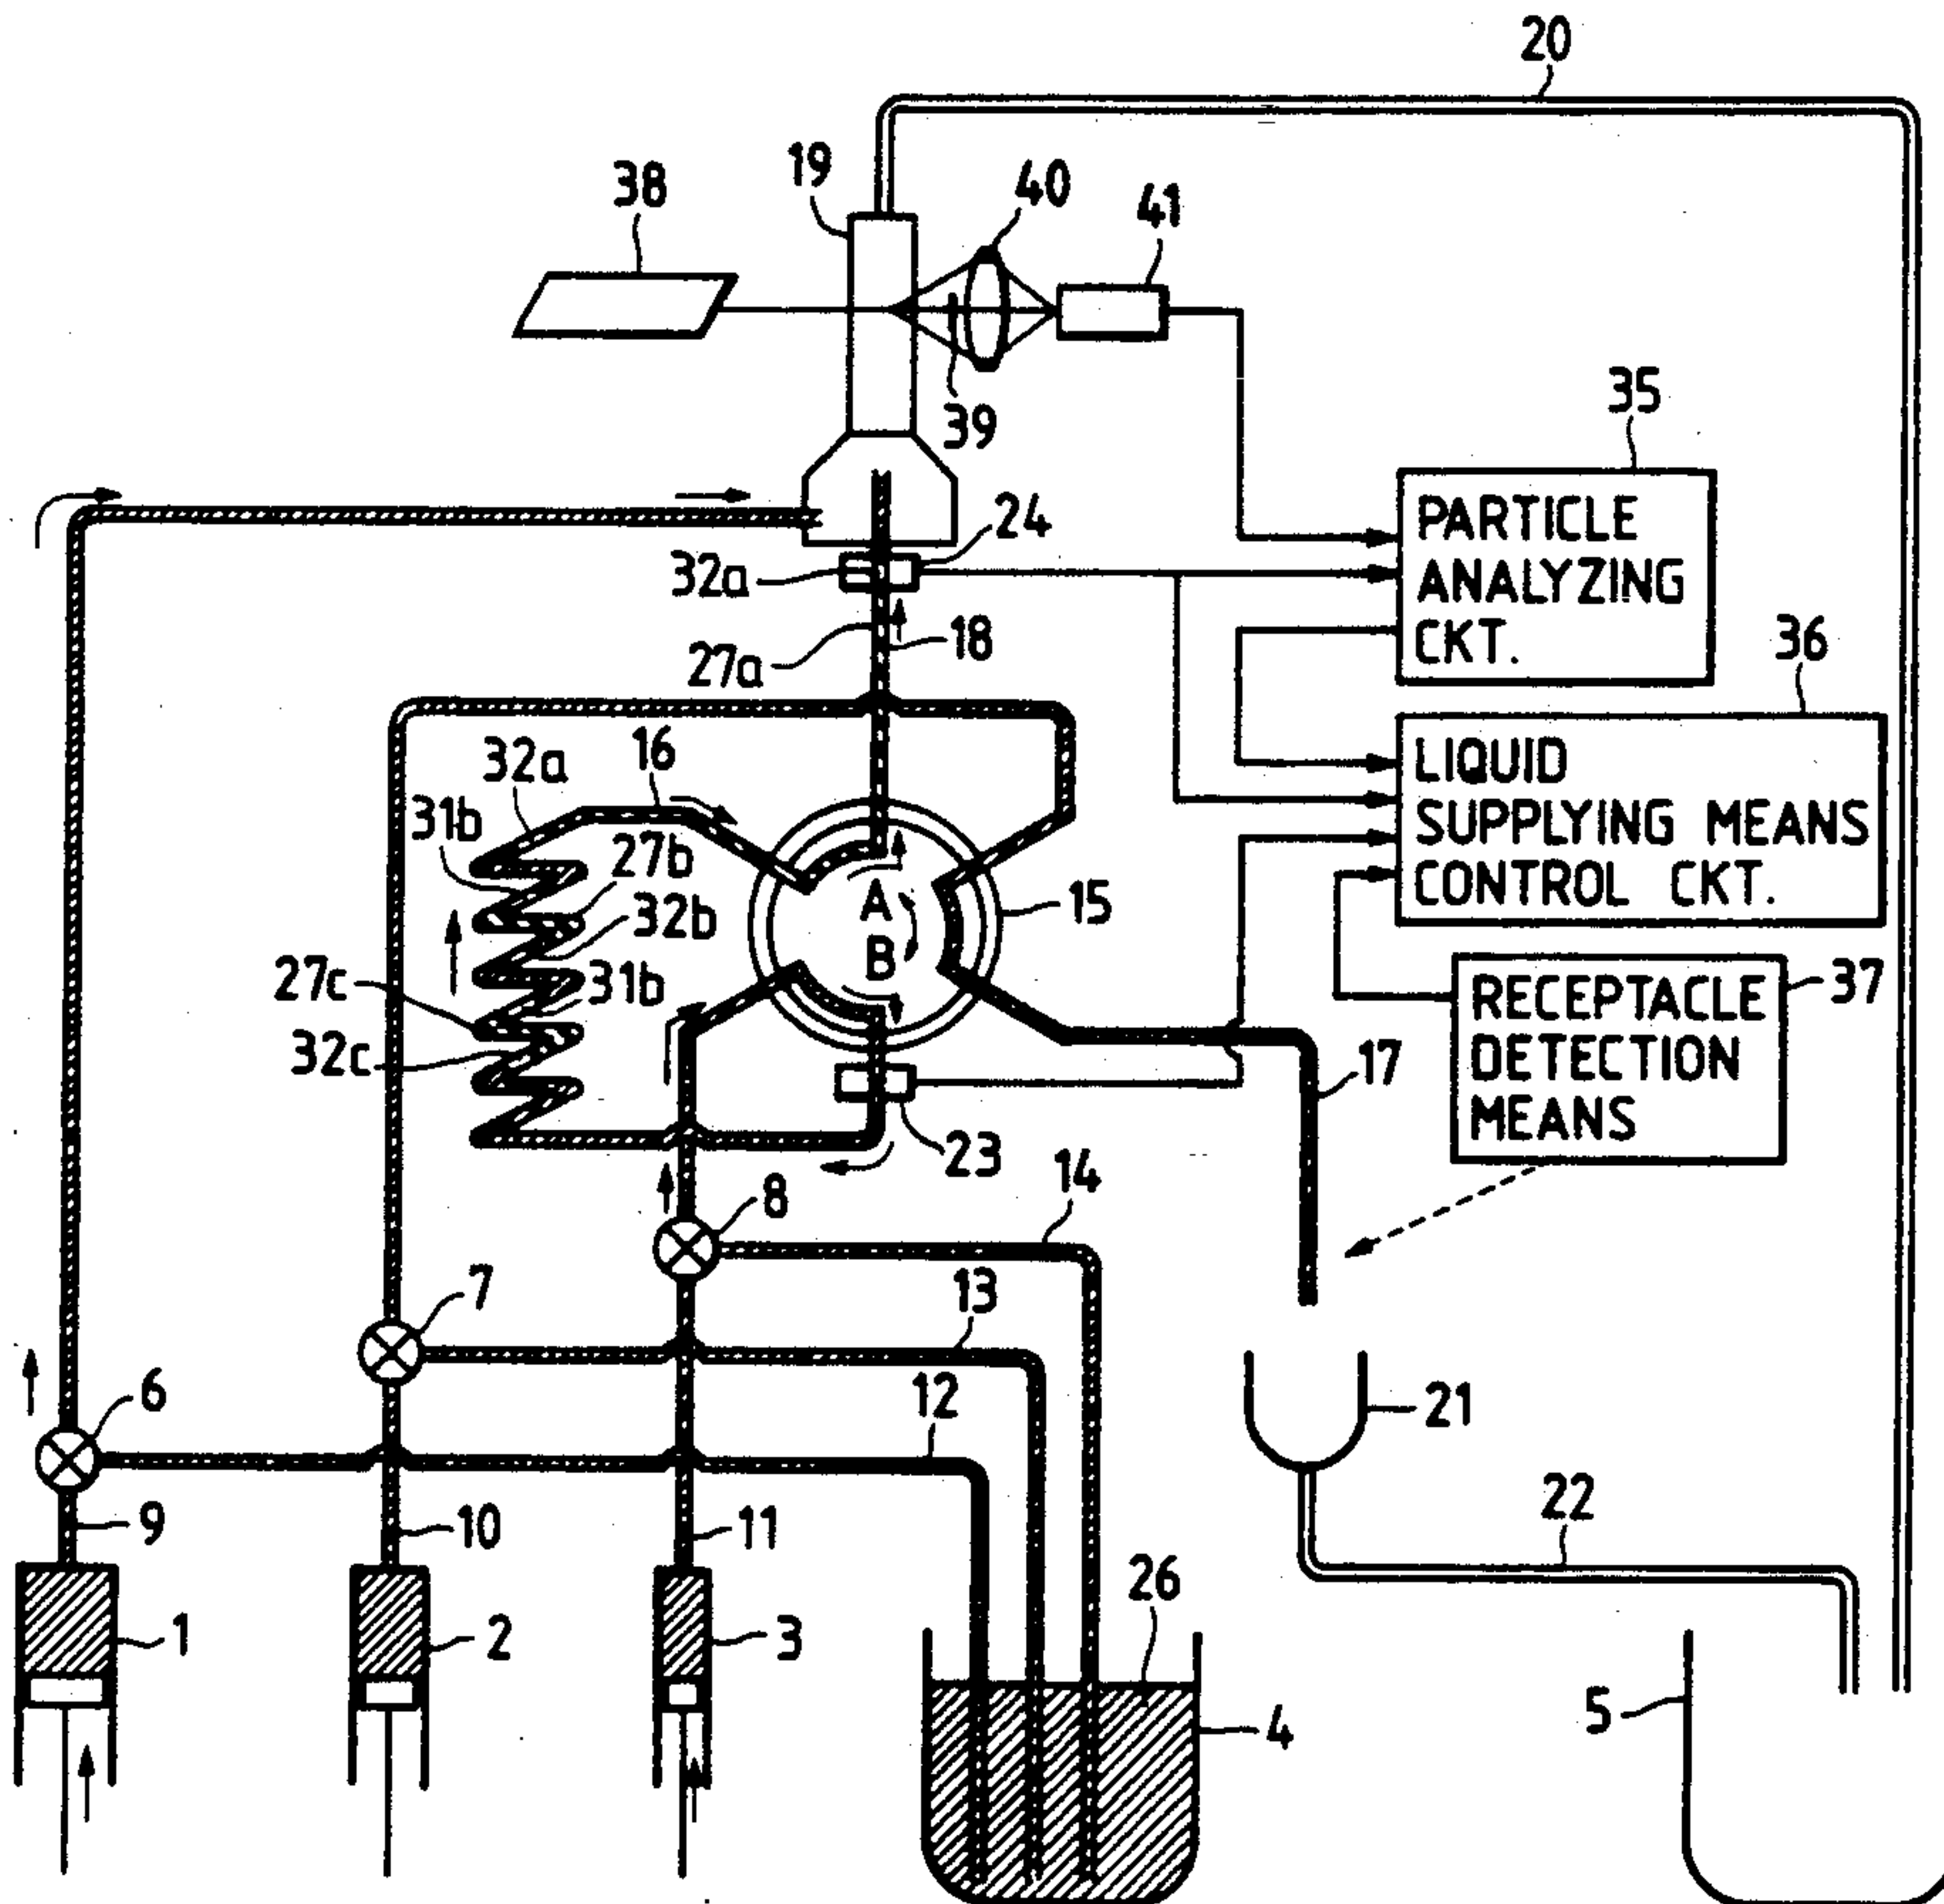 20
19
40
38
41
39
35
PARTICLE
ANALYZING
CKT.
24
32a
27a
18
36
LIQUID
SUPPLYING MEANS
CONTROL CKT.
32a
16
31b
27b
32b
A
B
15
27c
31b
32c
37
RECEPTACLE
DETECTION
MEANS
17
23
14
8
13
7
12
6
21
9
10
11
22
26
1
2
3
4
5